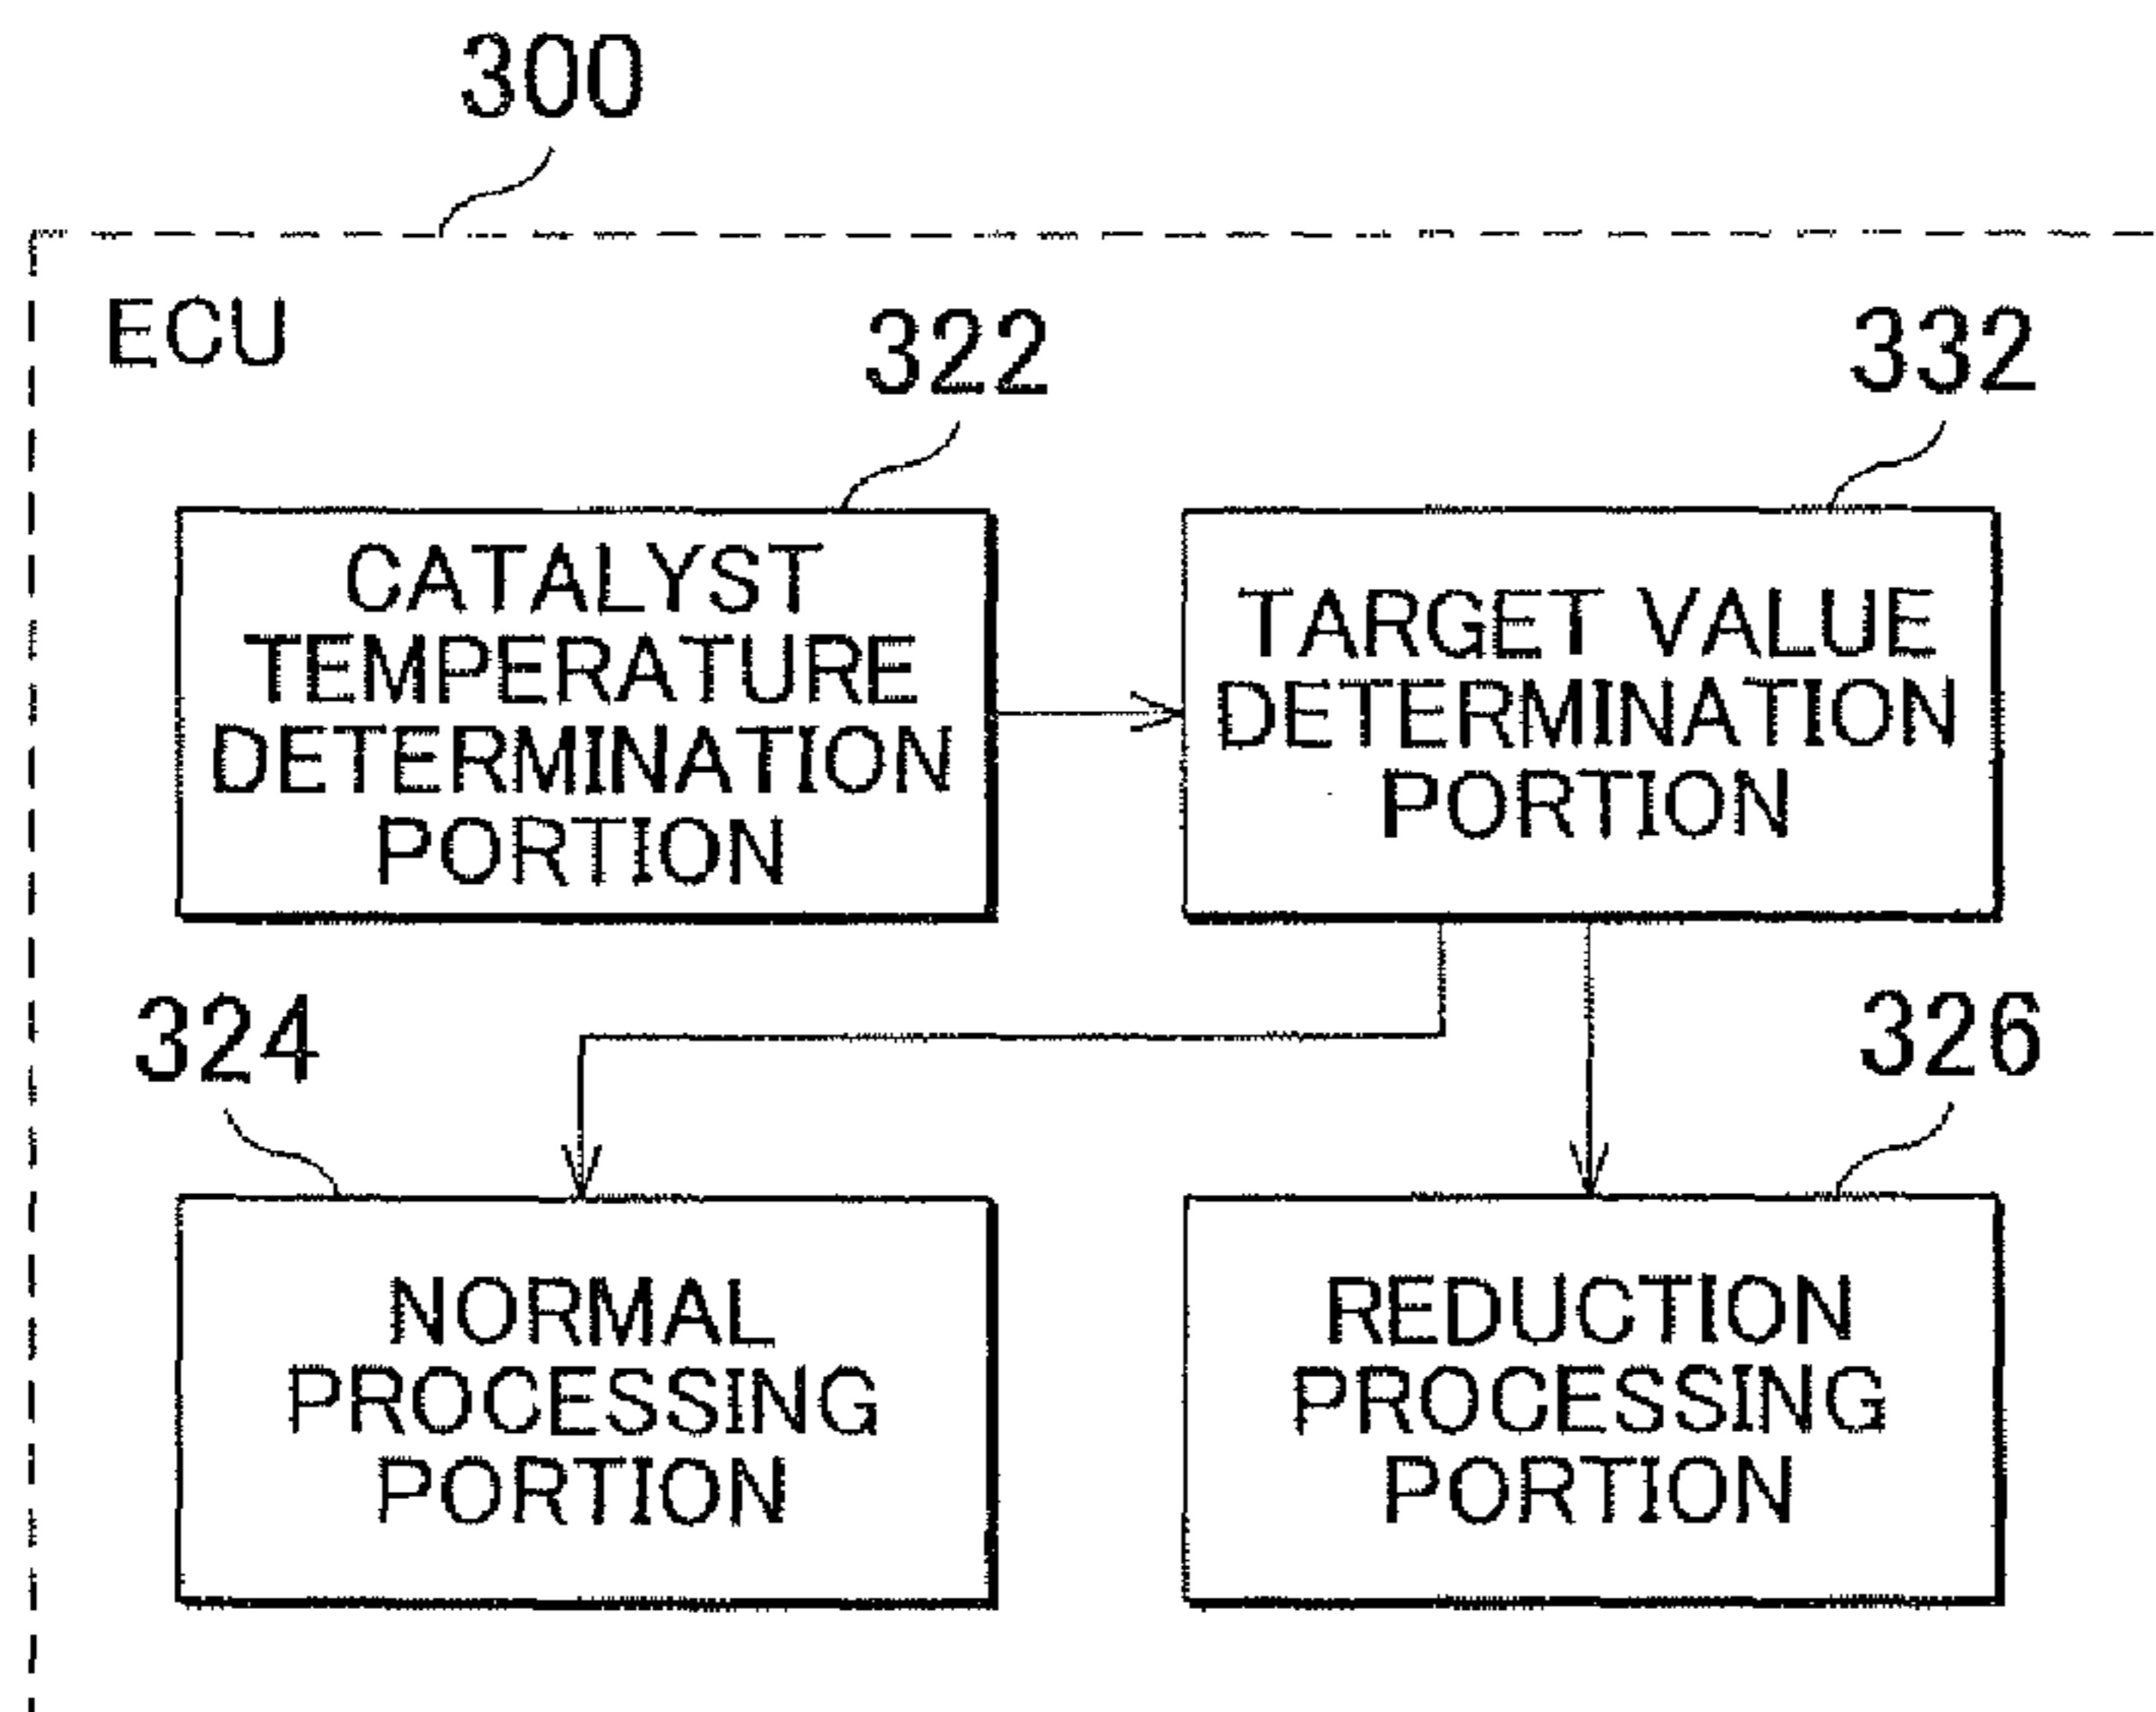 300
ECU
322
332
CATALYST
TEMPERATURE
DETERMINATION
PORTION
TARGET VALUE
DETERMINATION
PORTION
324
326
NORMAL
PROCESSING
PORTION
REDUCTION
PROCESSING
PORTION